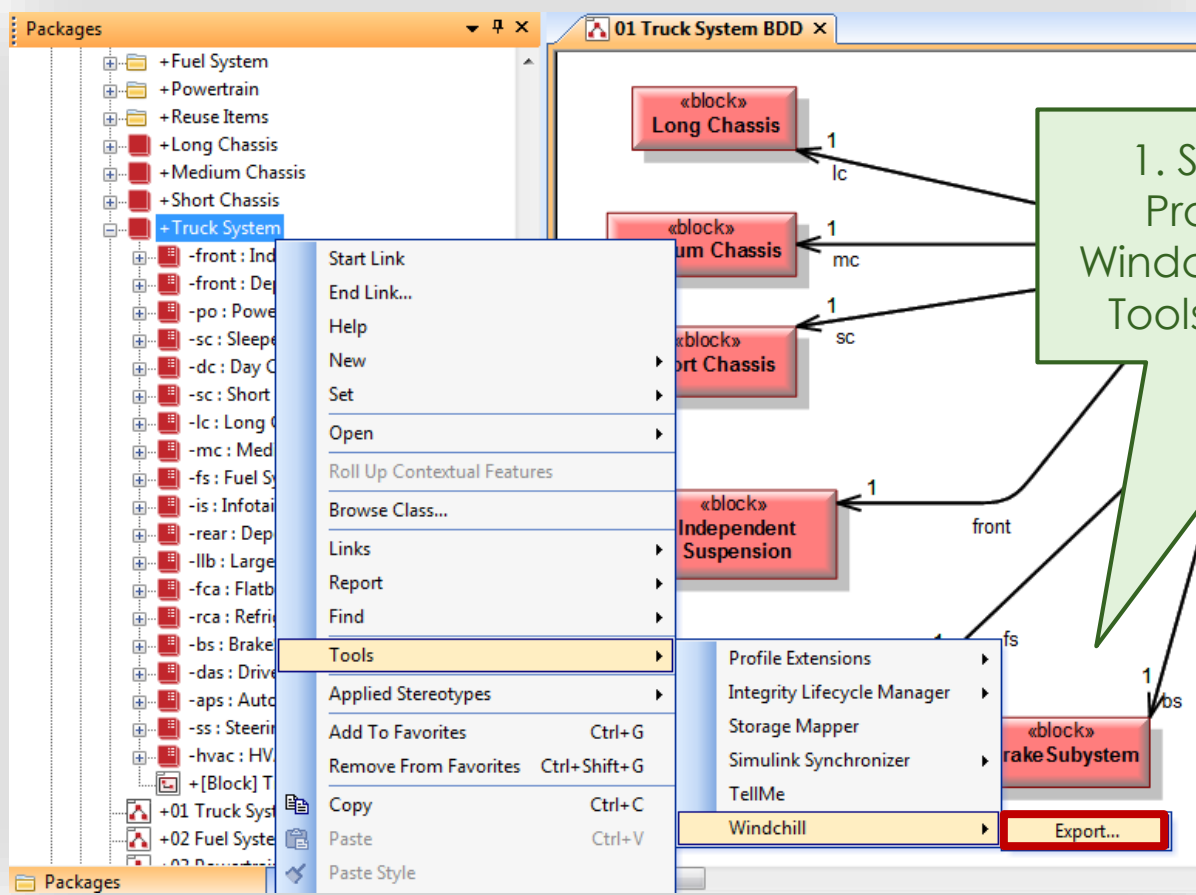 Packages
+Fuel System
+Powertrain
+Reuse Items
+Long Chassis
+Medium Chassis
+Short Chassis
+Truck System
-front : Ind
-front : De
-po : Powe
-sc : Sleepe
-dc : Day C
-sc : Short
-lc : Long
-mc : Med
-fs : Fuel Sy
-is : Infotai
-rear : Dep
-llb : Large
-fca : Flatb
-rca : Refri
-bs : Brake
-das : Drive
-aps : Auto
-ss : Steerin
-hvac : HV
+[Block] T
+01 Truck Syst
+02 Fuel Syste
Packages
Start Link
End Link...
Help
New
Set
Open
Roll Up Contextual Features
Browse Class...
Links
Report
Find
Tools
Applied Stereotypes
Add To Favorites Ctrl+G
Remove From Favorites Ctrl+Shift+G
Copy Ctrl+C
Paste Ctrl+V
Paste Style
Profile Extensions
Integrity Lifecycle Manager
Storage Mapper
Simulink Synchronizer
TellMe
Windchill
Export...
01 Truck System BDD
«block»
Long Chassis
1
lc
«block»
um Chassis
1
mc
«block»
ort Chassis
1
sc
«block»
Independent
Suspension
1
front
fs
1
bs
«block»
rake Subystem
1. S
Pro
Windo
Tools